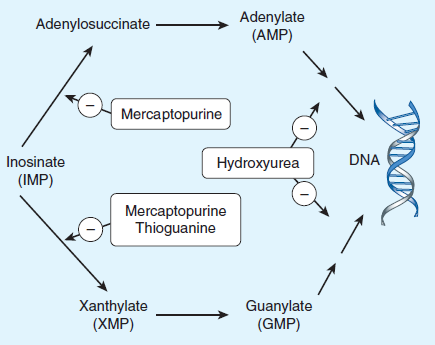 Adenylosuccinate
Adenylate
(AMP)
−
Mercaptopurine
−
Inosinate
(IMP)
Hydroxyurea
DNA
−
Mercaptopurine
Thioguanine
−
Xanthylate
(XMP)
Guanylate
(GMP)